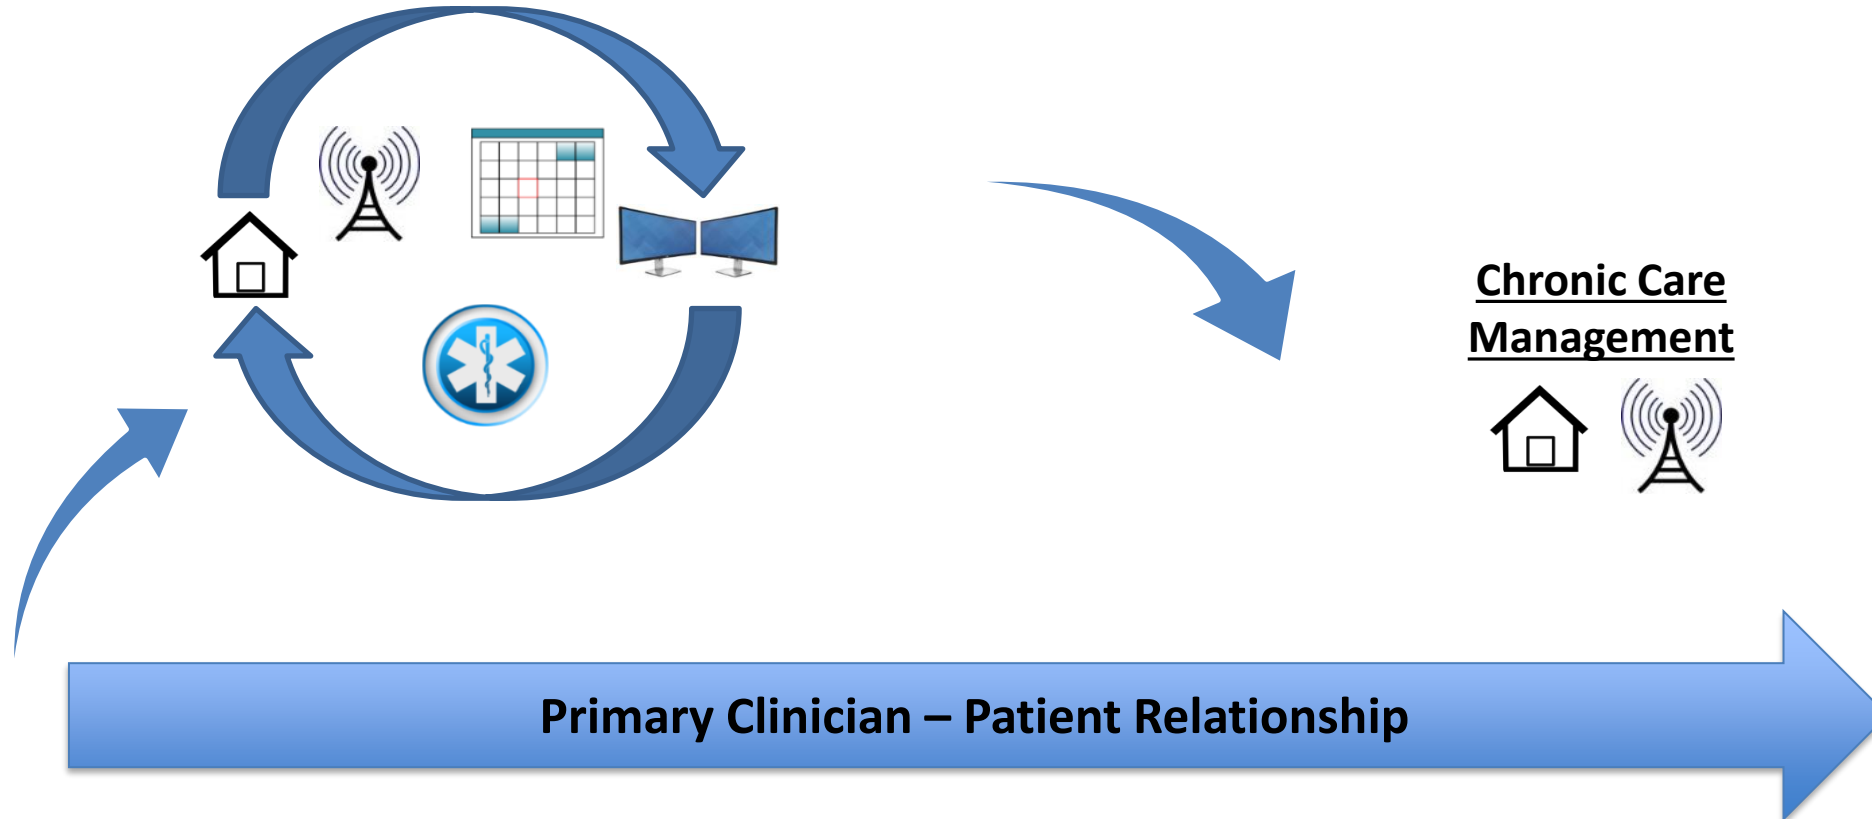 Chronic Care
Management
Primary Clinician – Patient Relationship